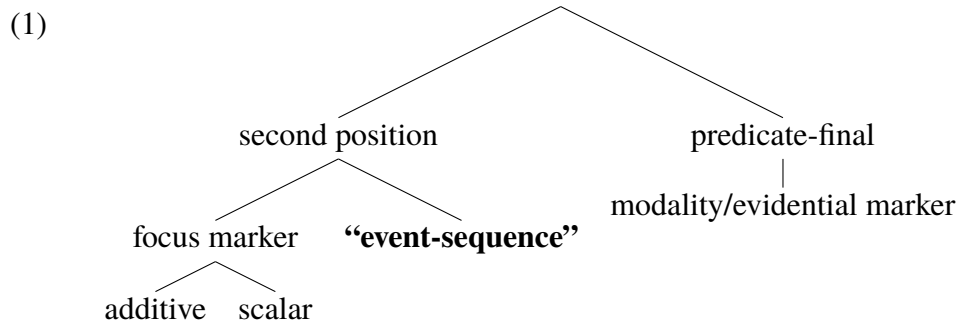 (1)
second position predicate-final
modality/evidential marker
focus marker “event-sequence”
additive scalar